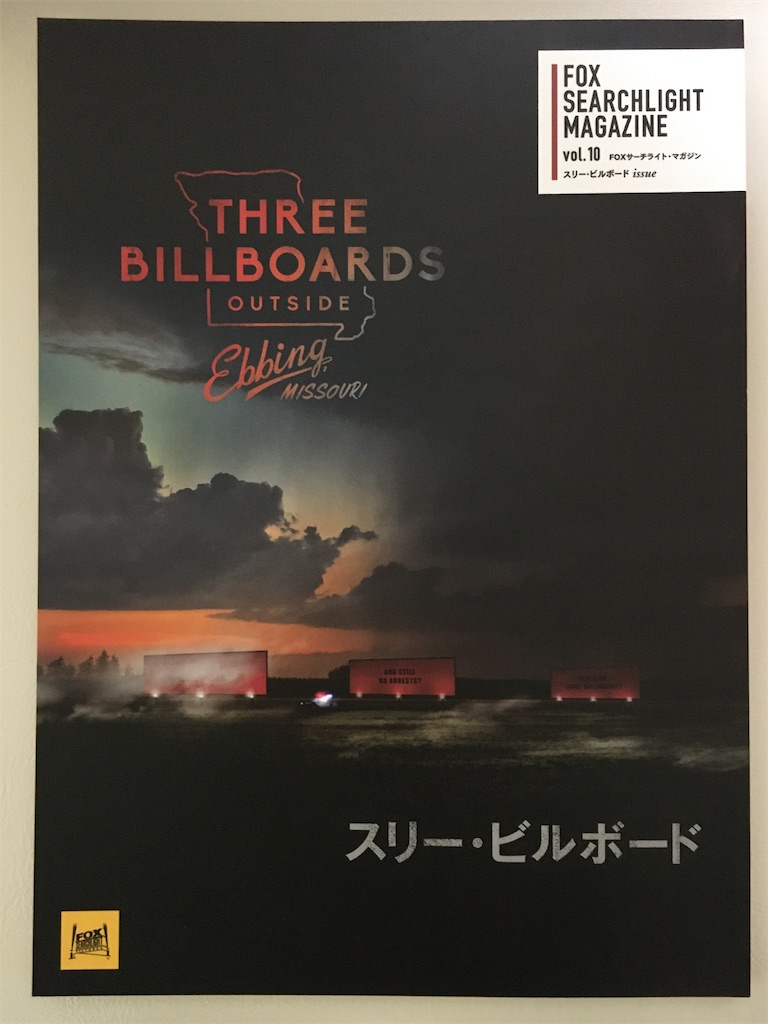 FOX
SEARCHLIGHT
MAGAZINE
vol.10 FOXサーチライト・マガジン
スリー・ビルボード issue
THREE
BILLBOARDS
OUTSIDE
Ebbing,
MISSOURI
AND STILL
NO ARRESTS?
スリー・ビルボード
FOX
SEARCHLIGHT